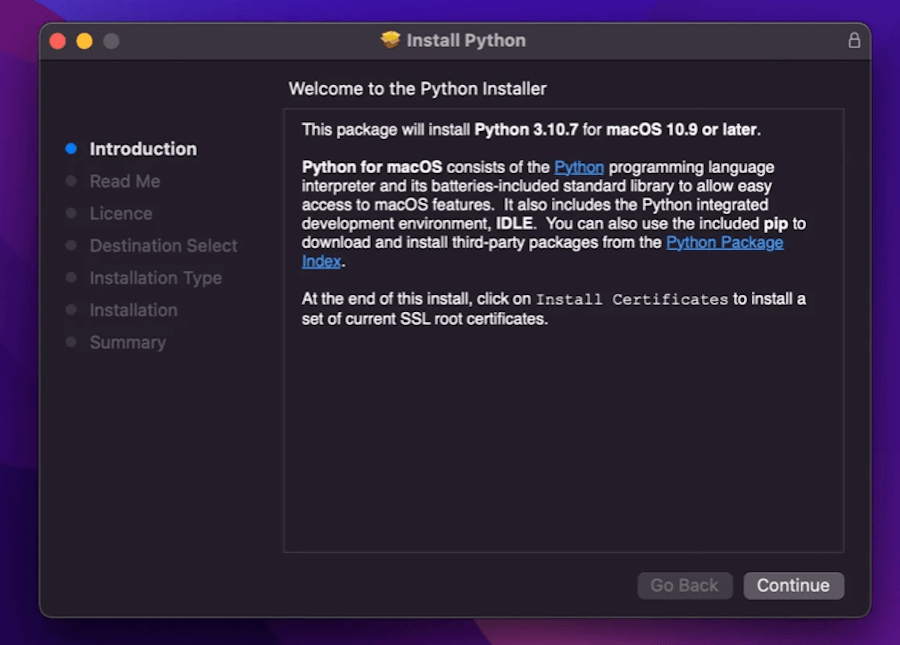 Install Python
Welcome to the Python Installer
Introduction
Read Me
Licence
Destination Select
Installation Type
Installation
Summary
This package will install Python 3.10.7 for macOS 10.9 or later.
Python for macOS consists of the Python programming language
interpreter and its batteries-included standard library to allow easy
access to macOS features.  It also includes the Python integrated
development environment, IDLE.  You can also use the included pip to
download and install third-party packages from the Python Package
Index.
At the end of this install, click on Install Certificates to install a
set of current SSL root certificates.
Go Back
Continue